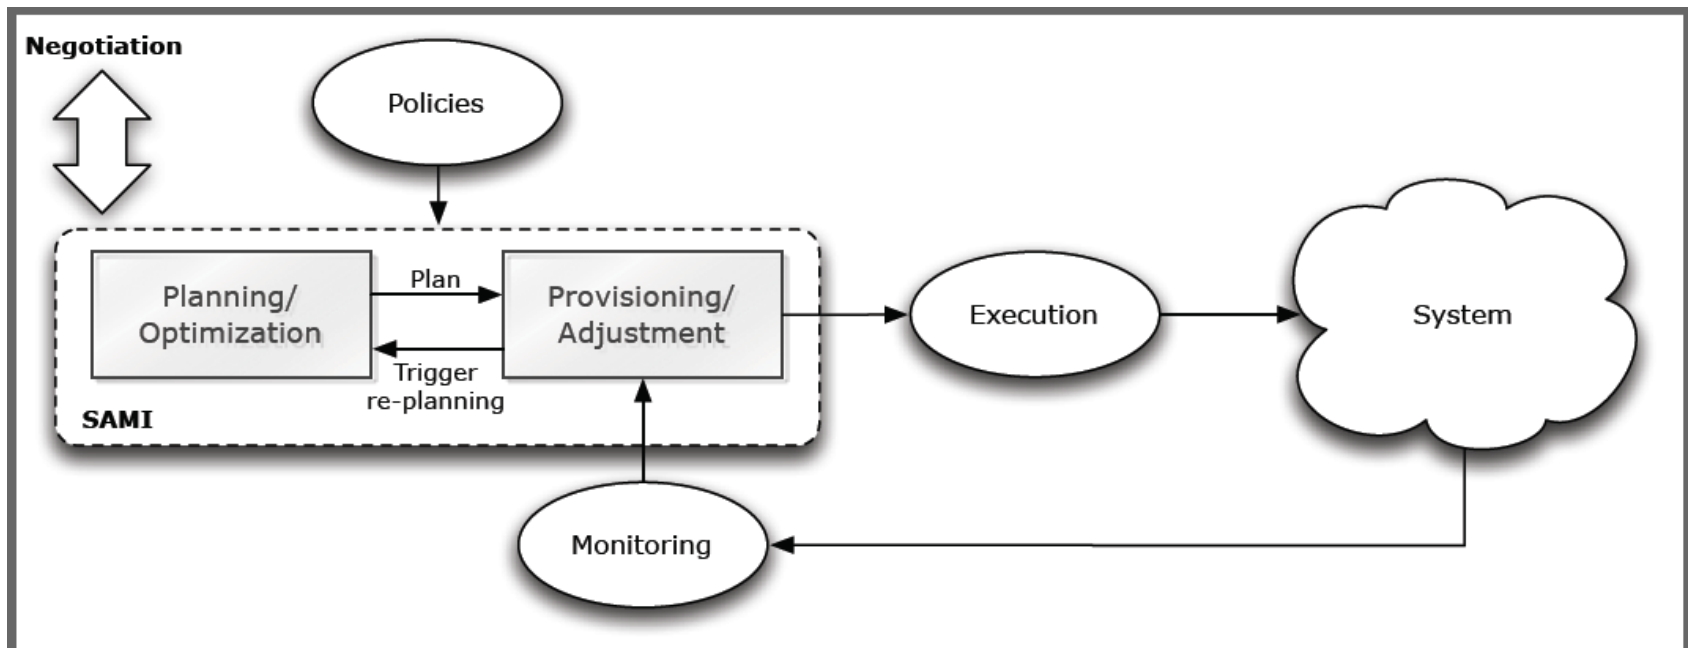 Negotiation
Policies
Planning/
Optimization
Plan
Trigger
re-planning
Provisioning/
Adjustment
SAMI
Execution
System
Monitoring